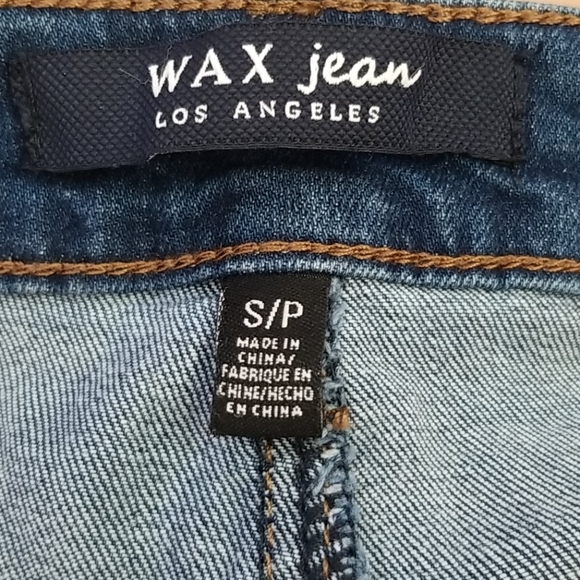 WAX jean
LOS ANGELES
S/P
MADE IN
CHINA/
FABRIQUE EN
CHINE/HECHO
EN CHINA